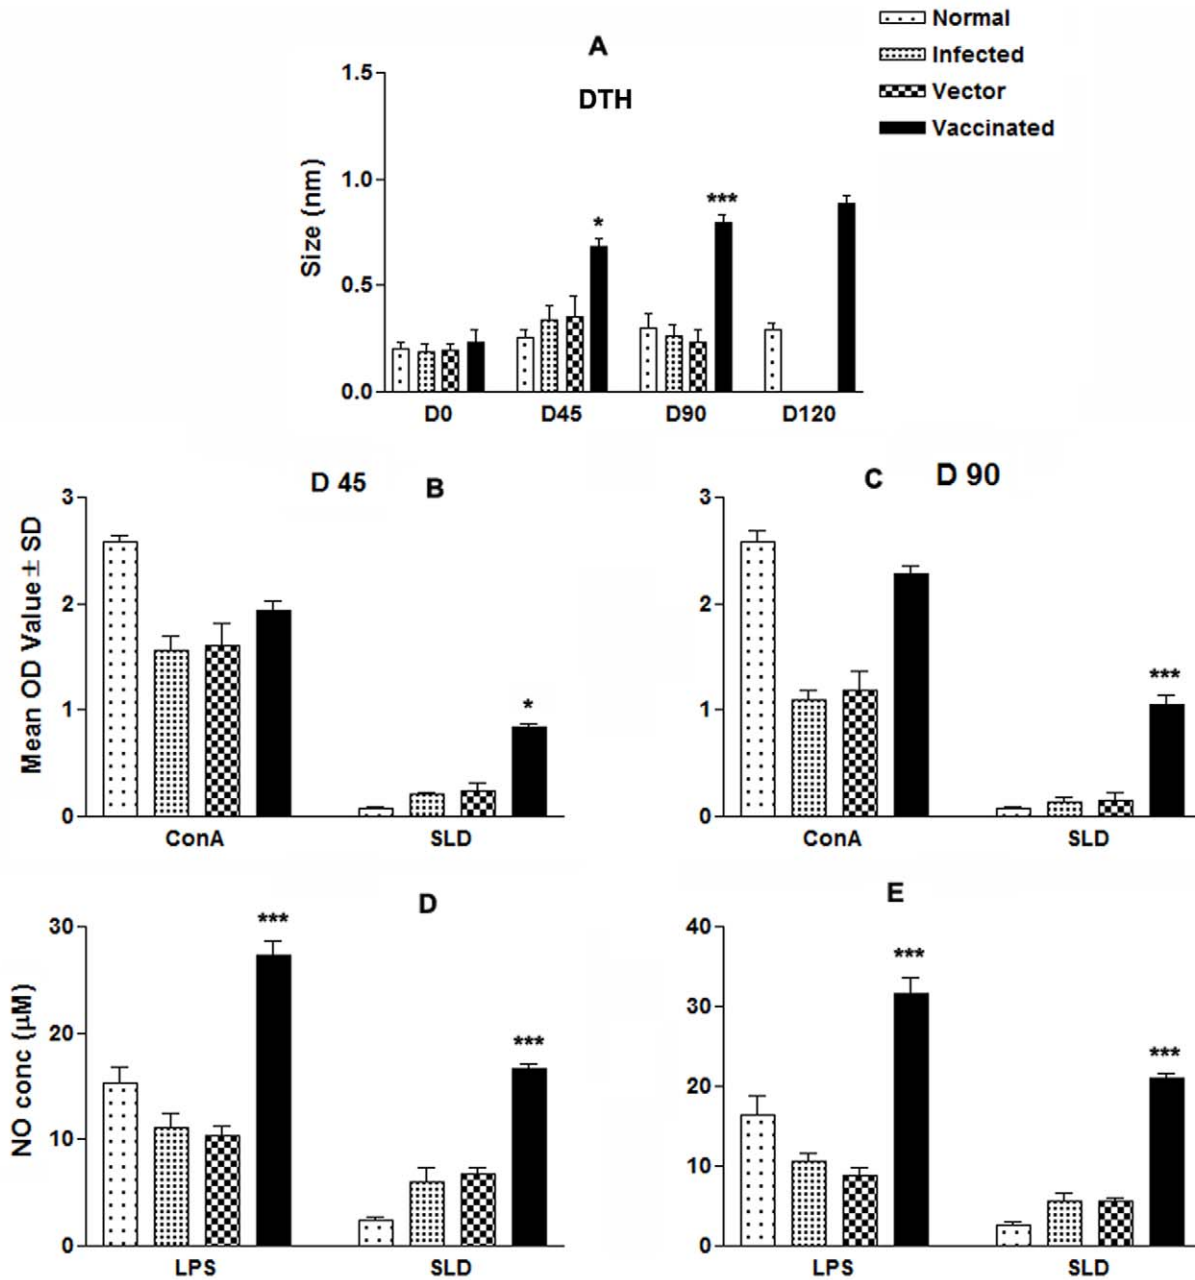 Normal
Infected
Vector
Vaccinated
A
DTH
1.5
1.0
0.5
0.0
Size (nm)
*
***
D0 D45 D90 D120
D 45 B
3
2
1
0
Mean OD Value ± SD
*
ConA SLD
C D 90
3
2
1
0
***
ConA SLD
D
30
20
10
0
NO conc (µM)
***
***
LPS SLD
E
40
30
20
10
0
***
***
LPS SLD